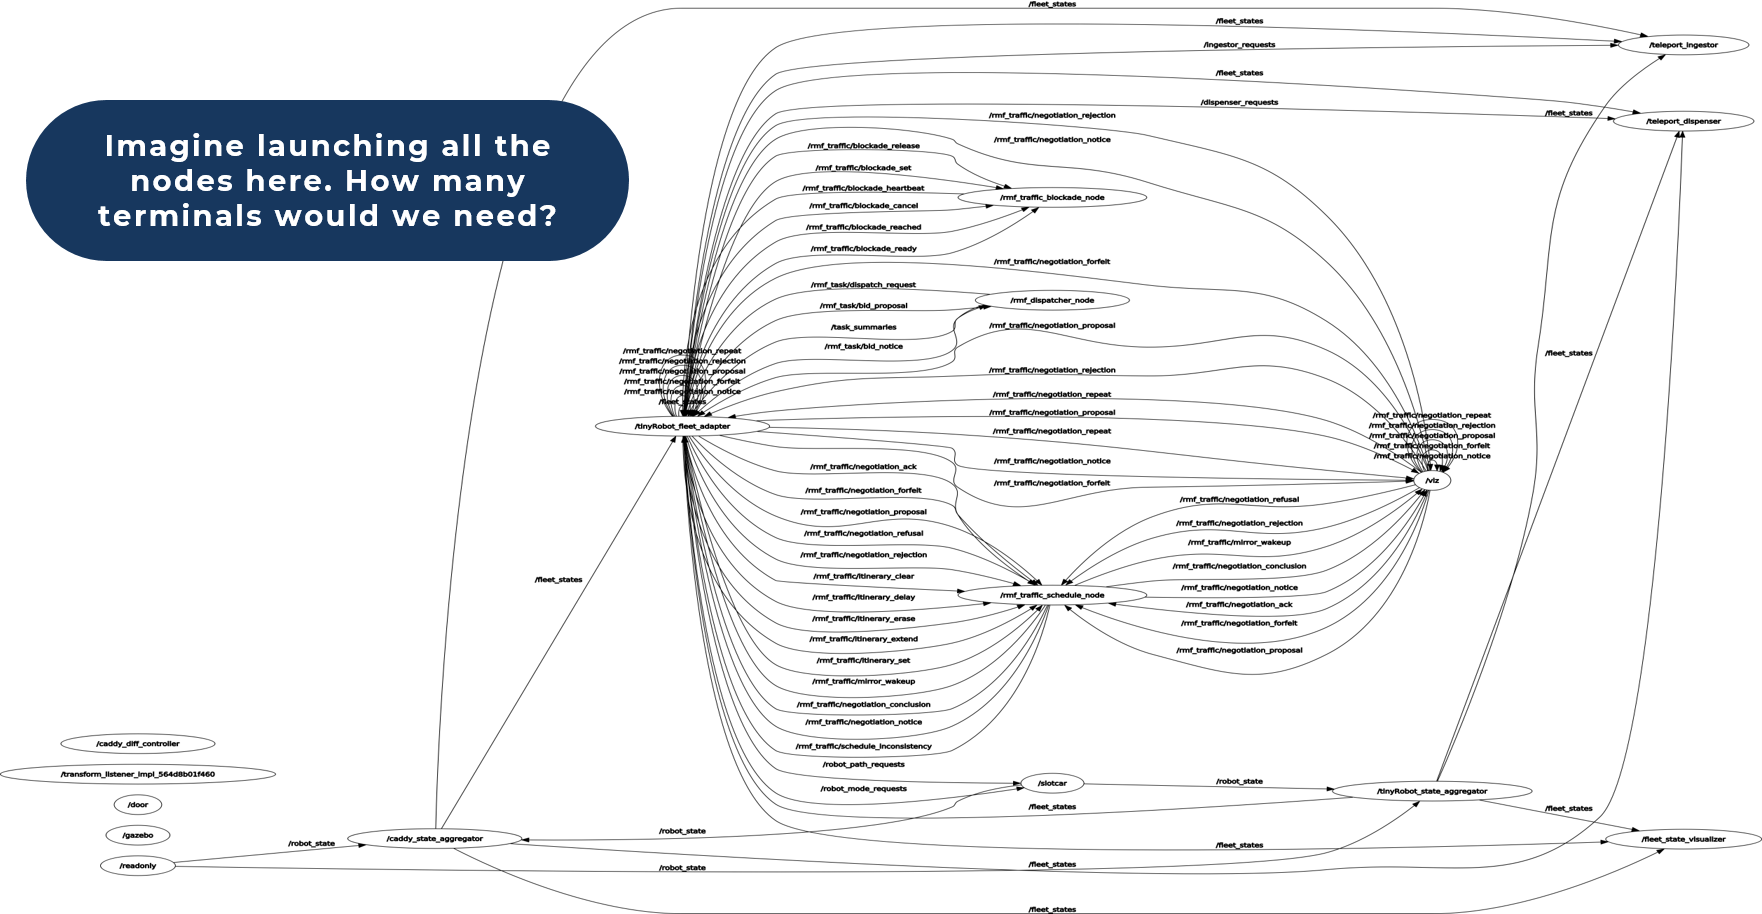 /fleet_states
/fleet_states
/ingestor_requests
/teleport_ingestor
/fleet_states
/dispenser_requests
/fleet_states
/teleport_dispenser
/rmf_traffic/negotiation_rejection
/rmf_traffic/negotiation_notice
Imagine launching all the
nodes here. How many
terminals would we need?
/rmf_traffic/blockade_release
/rmf_traffic/blockade_set
/rmf_traffic/blockade_heartbeat
/rmf_traffic_blockade_node
/rmf_traffic/blockade_cancel
/rmf_traffic/blockade_reached
/rmf_traffic/blockade_ready
/rmf_traffic/negotiation_forfeit
/rmf_task/dispatch_request
/rmf_dispatcher_node
/rmf_task/bid_proposal
/task_summaries
/rmf_traffic/negotiation_proposal
/rmf_task/bid_notice
/fleet_states
/rmf_traffic/negotiation_repeat
/rmf_traffic/negotiation_rejection
/rmf_traffic/negotiation_proposal
/rmf_traffic/negotiation_forfeit
/rmf_traffic/negotiation_notice
/fleet_states
/tinyRobot_fleet_adapter
/rmf_traffic/negotiation_rejection
/rmf_traffic/negotiation_repeat
/rmf_traffic/negotiation_proposal
/rmf_traffic/negotiation_repeat
/rmf_traffic/negotiation_notice
/rmf_traffic/negotiation_forfeit
/rmf_traffic/negotiation_repeat
/rmf_traffic/negotiation_rejection
/rmf_traffic/negotiation_proposal
/rmf_traffic/negotiation_forfeit
/rmf_traffic/negotiation_notice
/viz
/rmf_traffic/negotiation_ack
/rmf_traffic/negotiation_forfeit
/rmf_traffic/negotiation_proposal
/rmf_traffic/negotiation_refusal
/rmf_traffic/negotiation_rejection
/rmf_traffic/itinerary_clear
/rmf_traffic/itinerary_delay
/rmf_traffic/itinerary_erase
/rmf_traffic/itinerary_extend
/rmf_traffic/itinerary_set
/rmf_traffic/mirror_wakeup
/rmf_traffic/negotiation_conclusion
/rmf_traffic/negotiation_notice
/rmf_traffic/schedule_inconsistency
/rmf_traffic_schedule_node
/rmf_traffic/negotiation_refusal
/rmf_traffic/negotiation_rejection
/rmf_traffic/mirror_wakeup
/rmf_traffic/negotiation_conclusion
/rmf_traffic/negotiation_notice
/rmf_traffic/negotiation_ack
/rmf_traffic/negotiation_forfeit
/rmf_traffic/negotiation_proposal
/fleet_states
/caddy_diff_controller
/transform_listener_impl_564d8b01f460
/door
/gazebo
/readonly
/robot_state
/caddy_state_aggregator
/robot_path_requests
/robot_mode_requests
/slotcar
/robot_state
/tinyRobot_state_aggregator
/fleet_states
/fleet_states
/robot_state
/fleet_states
/fleet_state_visualizer
/robot_state
/fleet_states
/fleet_states